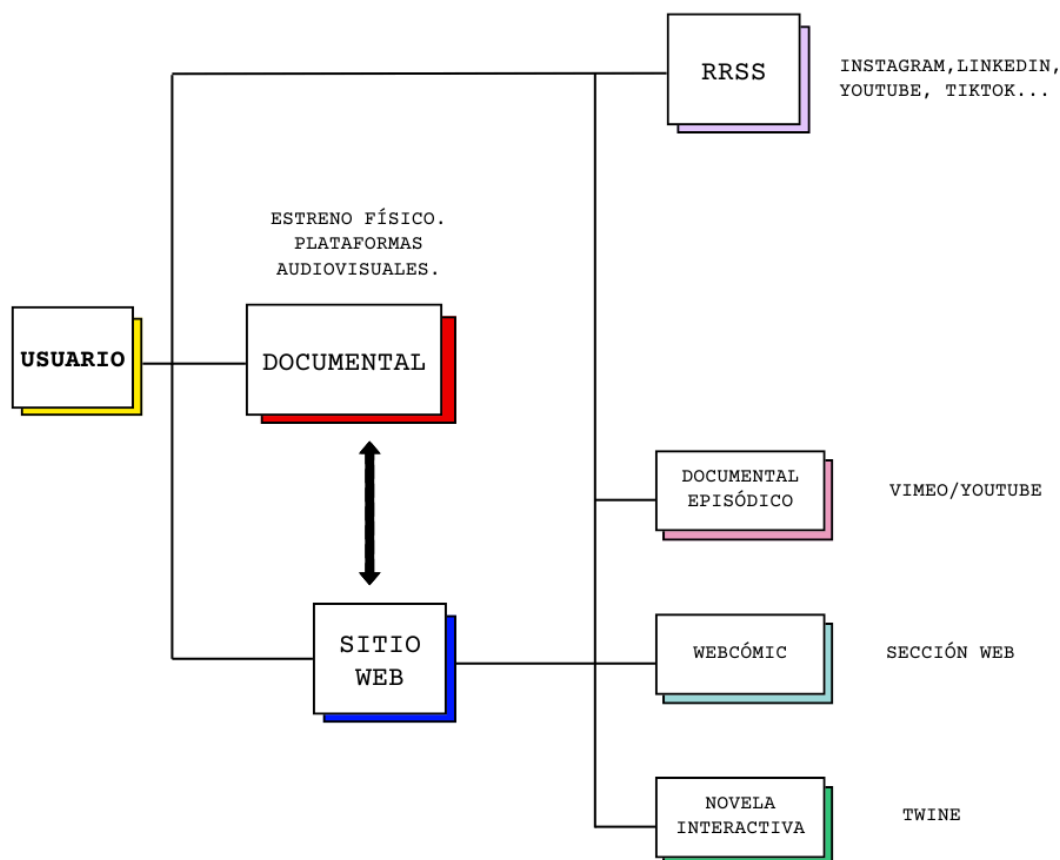 RRSS
INSTAGRAM,LINKEDIN,
YOUTUBE, TIKTOK...
ESTRENO FÍSICO.
PLATAFORMAS
AUDIOVISUALES.
USUARIO
DOCUMENTAL
DOCUMENTAL
EPISÓDICO
VIMEO/YOUTUBE
SITIO
WEB
WEBCÓMIC
SECCIÓN WEB
NOVELA
INTERACTIVA
TWINE